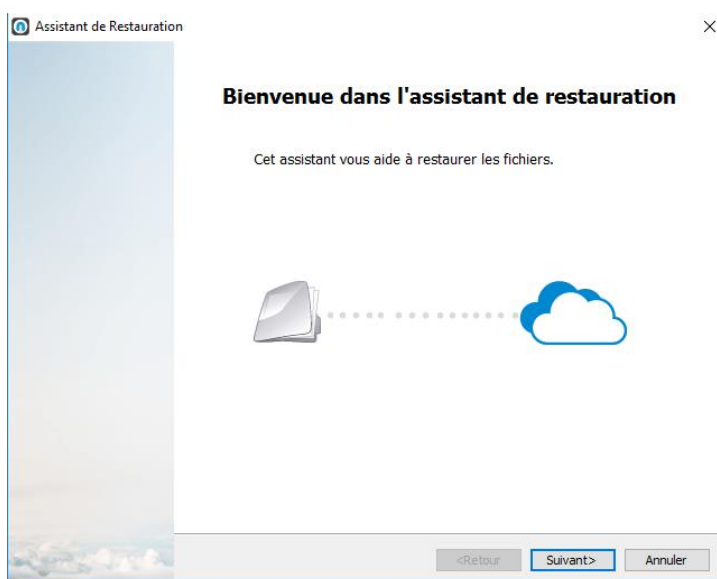 Assistant de Restauration
Bienvenue dans l'assistant de restauration
Cet assistant vous aide à restaurer les fichiers.
<Retour Suivant> Annuler